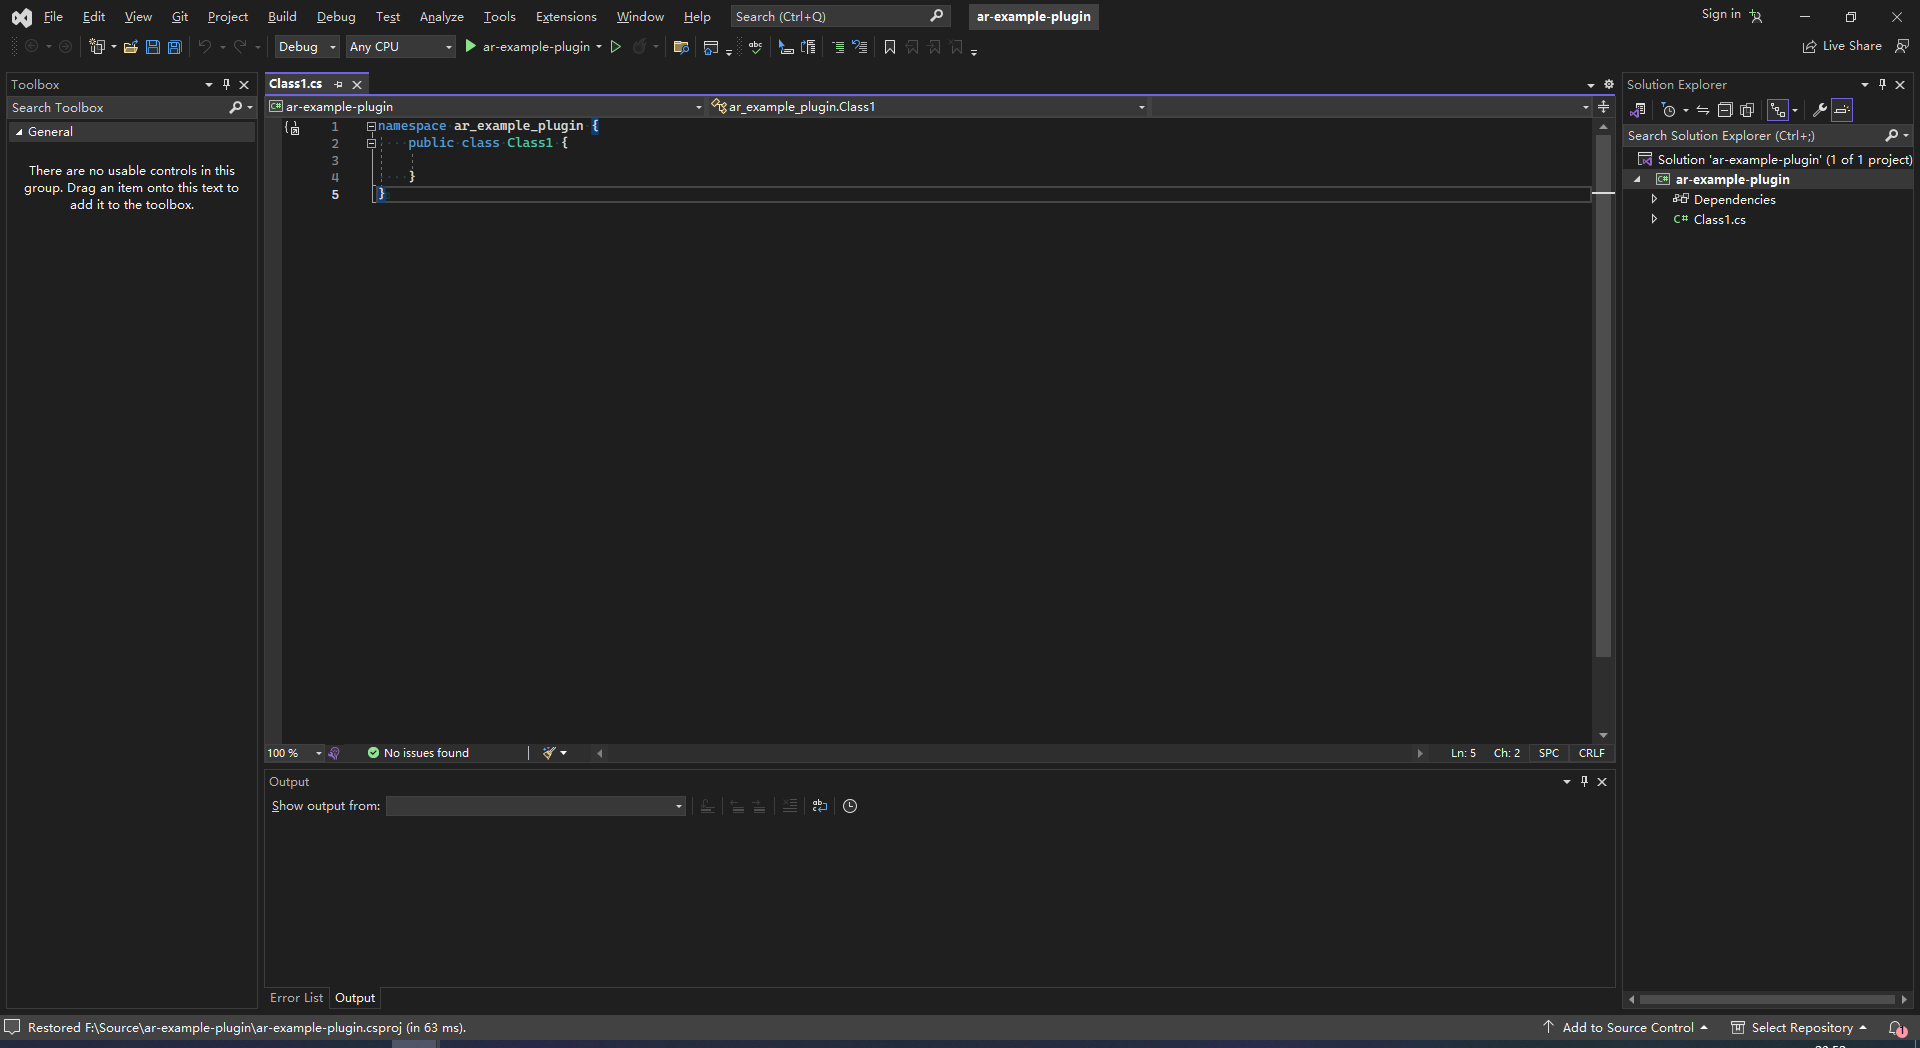 File Edit View Git Project Build Debug Test Analyze Tools Extensions Window Help Search (Ctrl+Q) ar-example-plugin Sign in
Debug Any CPU ar-example-plugin Live Share
Toolbox
Search Toolbox
General
There are no usable controls in this
group. Drag an item onto this text to
add it to the toolbox.
Class1.cs
ar-example-plugin ar_example_plugin.Class1
1 namespace ar_example_plugin {
2 public class Class1 {
3
4 }
5 }
100 % No issues found Ln: 5 Ch: 2 SPC CRLF
Output
Show output from:
Error List Output
Solution Explorer
Search Solution Explorer (Ctrl+;)
Solution 'ar-example-plugin' (1 of 1 project)
C# ar-example-plugin
Dependencies
C# Class1.cs
Restored F:\Source\ar-example-plugin\ar-example-plugin.csproj (in 63 ms). Add to Source Control Select Repository 1